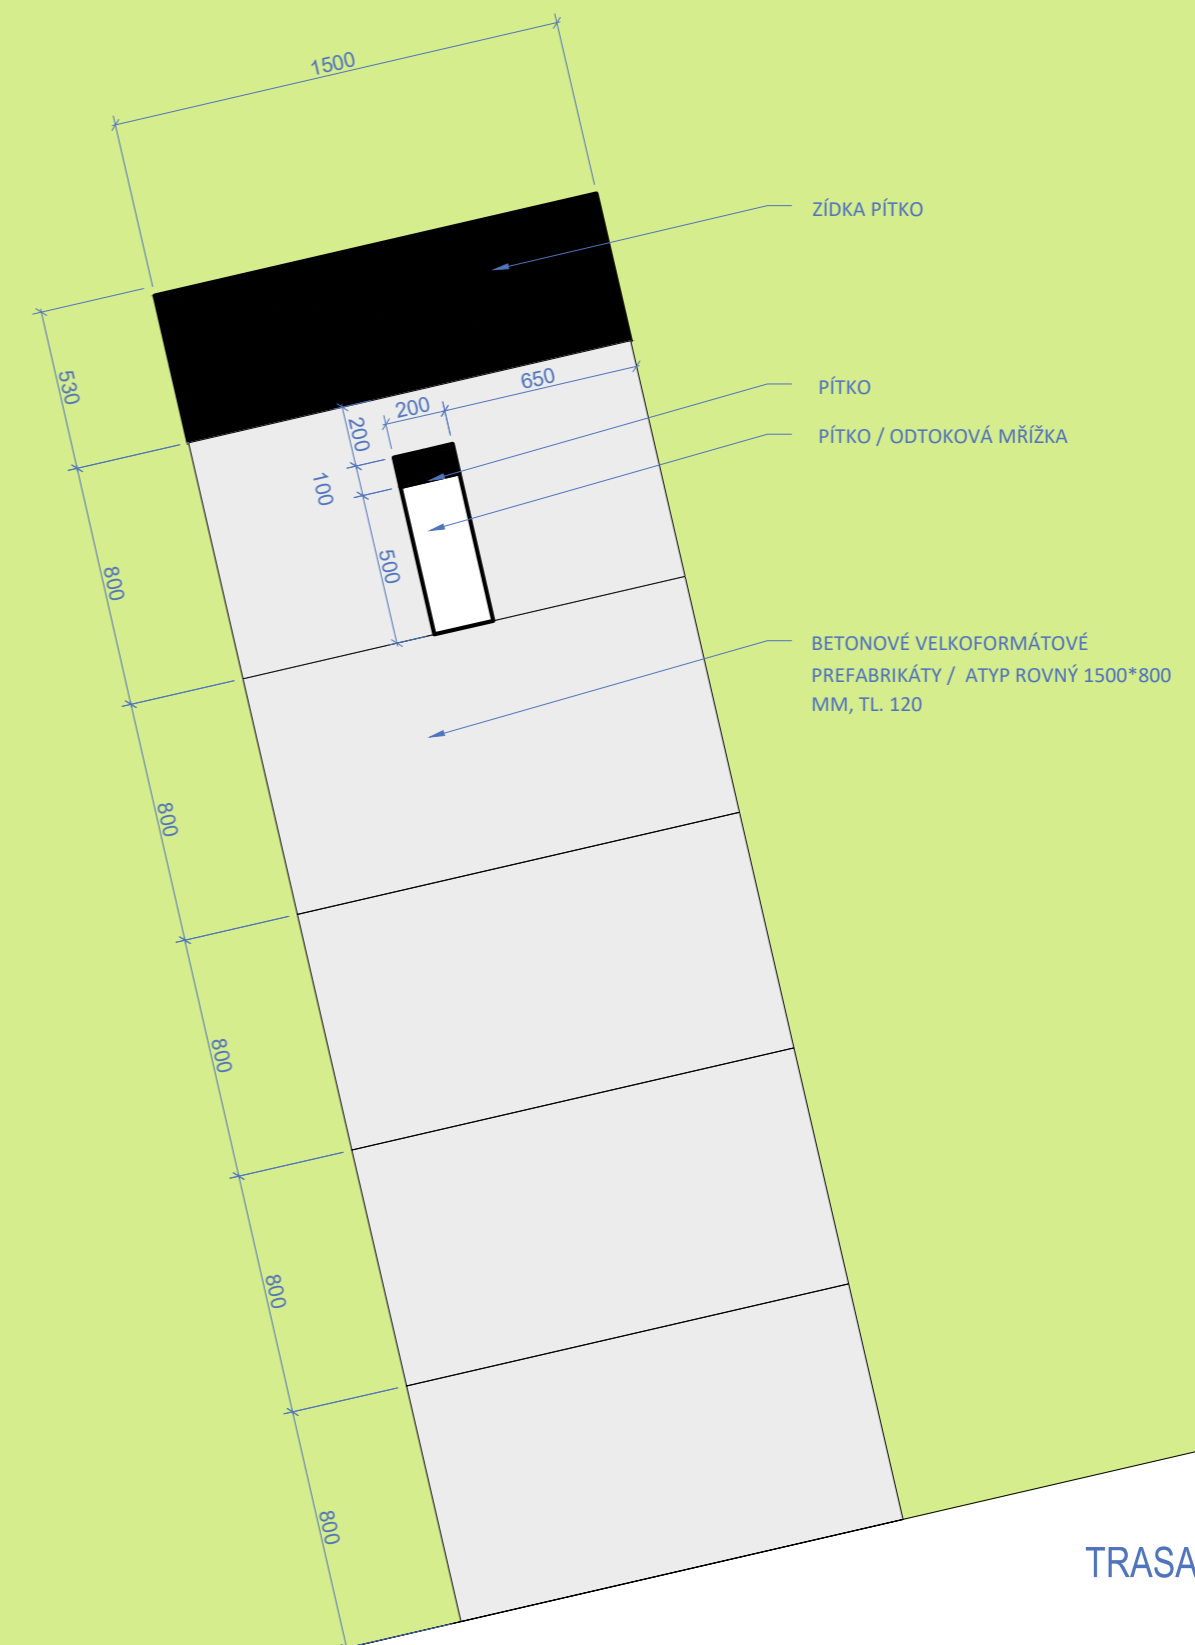 1500
ZÍDKA PÍTKO
530
650
200
200
PÍTKO
PÍTKO / ODTOKOVÁ MŘÍŽKA
100
500
800
BETONOVÉ VELKOFORMÁTOVÉ
PREFABRIKÁTY / ATYP ROVNÝ 1500*800
MM, TL. 120
800
800
800
800
TRASA